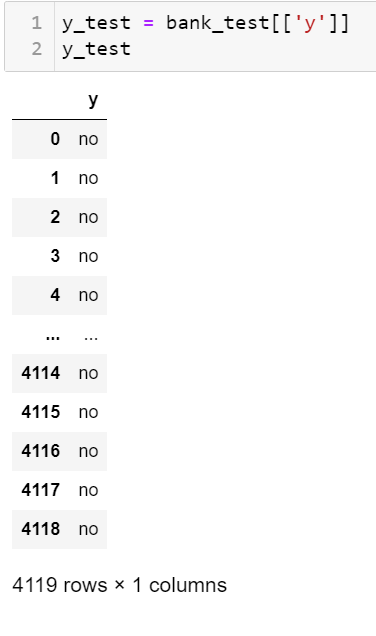 1 y_test = bank_test[['y']]
2 y_test
y
0 no
1 no
2 no
3 no
4 no
... ...
4114 no
4115 no
4116 no
4117 no
4118 no
4119 rows × 1 columns